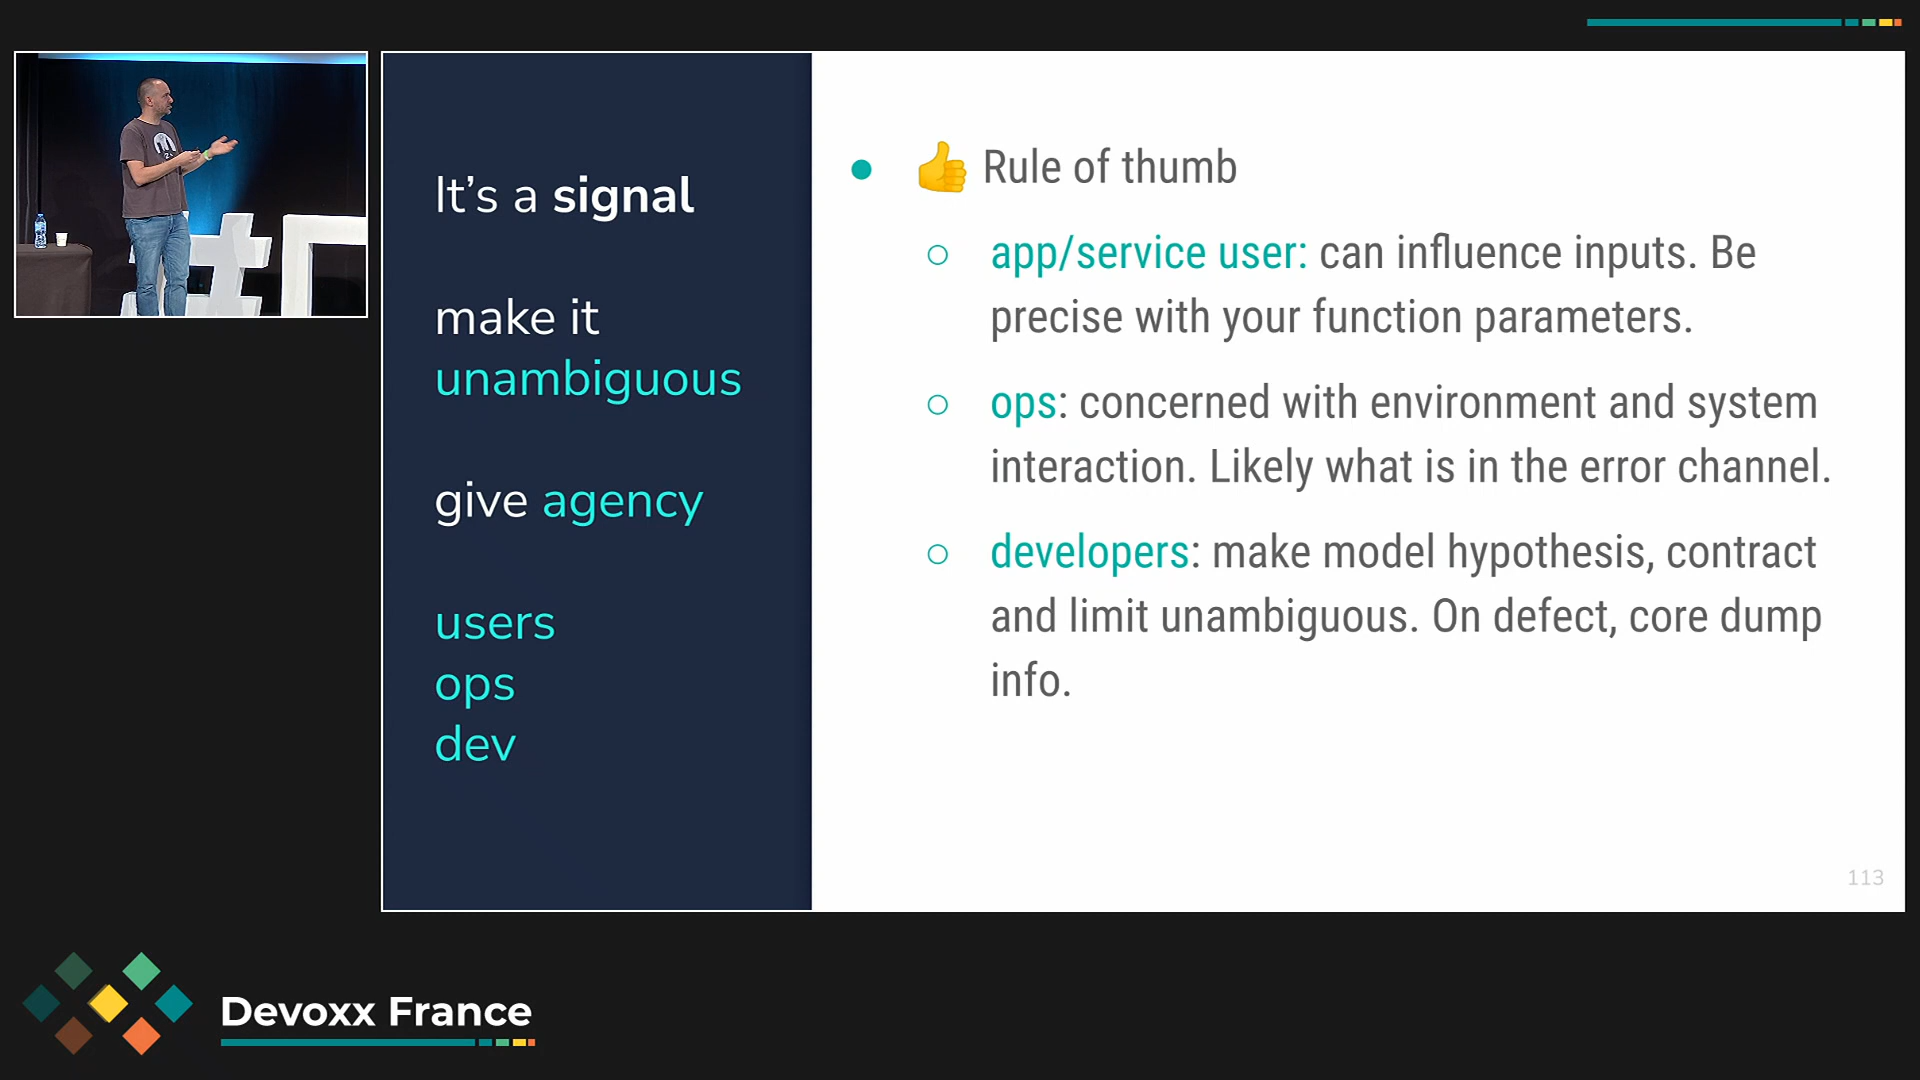 It's a signal
make it
unambiguous
give agency
users
ops
dev
👍 Rule of thumb
app/service user: can influence inputs. Be
precise with your function parameters.
ops: concerned with environment and system
interaction. Likely what is in the error channel.
developers: make model hypothesis, contract
and limit unambiguous. On defect, core dump
info.
113
Devoxx France